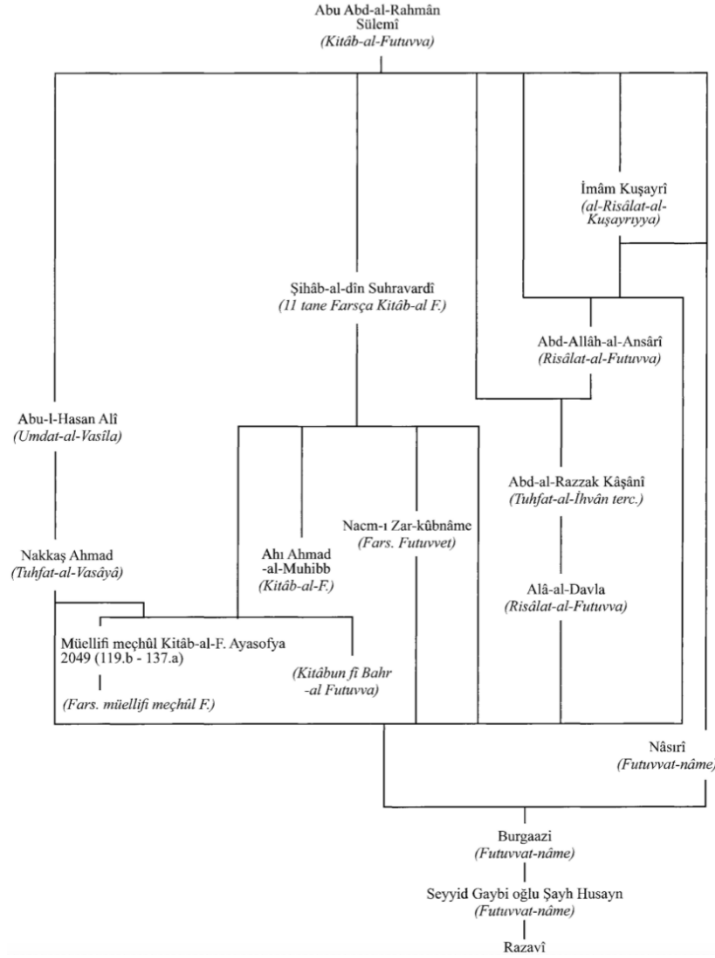 Abu Abd-al-Rahmân
Sülemî
(Kitâb-al-Futuvva)
İmâm Kuşayrî
(al-Risâlat-al-
Kuşayrıyya)
Şihâb-al-dîn Suhravardî
(11 tane Farsça Kitâb-al F.)
Abd-Allâh-al-Ansârî
(Risâlat-al-Futuvva)
Abu-l-Hasan Alî
(Umdat-al-Vasîla)
Abd-al-Razzak Kâşânî
(Tuhfat-al-İhvân terc.)
Nacm-ı Zar-kûbnâme
(Fars. Futuvvet)
Ahı Ahmad
-al-Muhibb
(Kitâb-al-F.)
Nakkaş Ahmad
(Tuhfat-al-Vasâyâ)
Alâ-al-Davla
(Risâlat-al-Futuvva)
Müellifi meçhûl Kitâb-al-F. Ayasofya
2049 (119.b - 137.a)
(Kitâbun fî Bahr
-al Futuvva)
(Fars. müellifi meçhûl F.)
Nâsırî
(Futuvvat-nâme)
Burgaazi
(Futuvvat-nâme)
Seyyid Gaybi oğlu Şayh Husayn
(Futuvvat-nâme)
Razavî